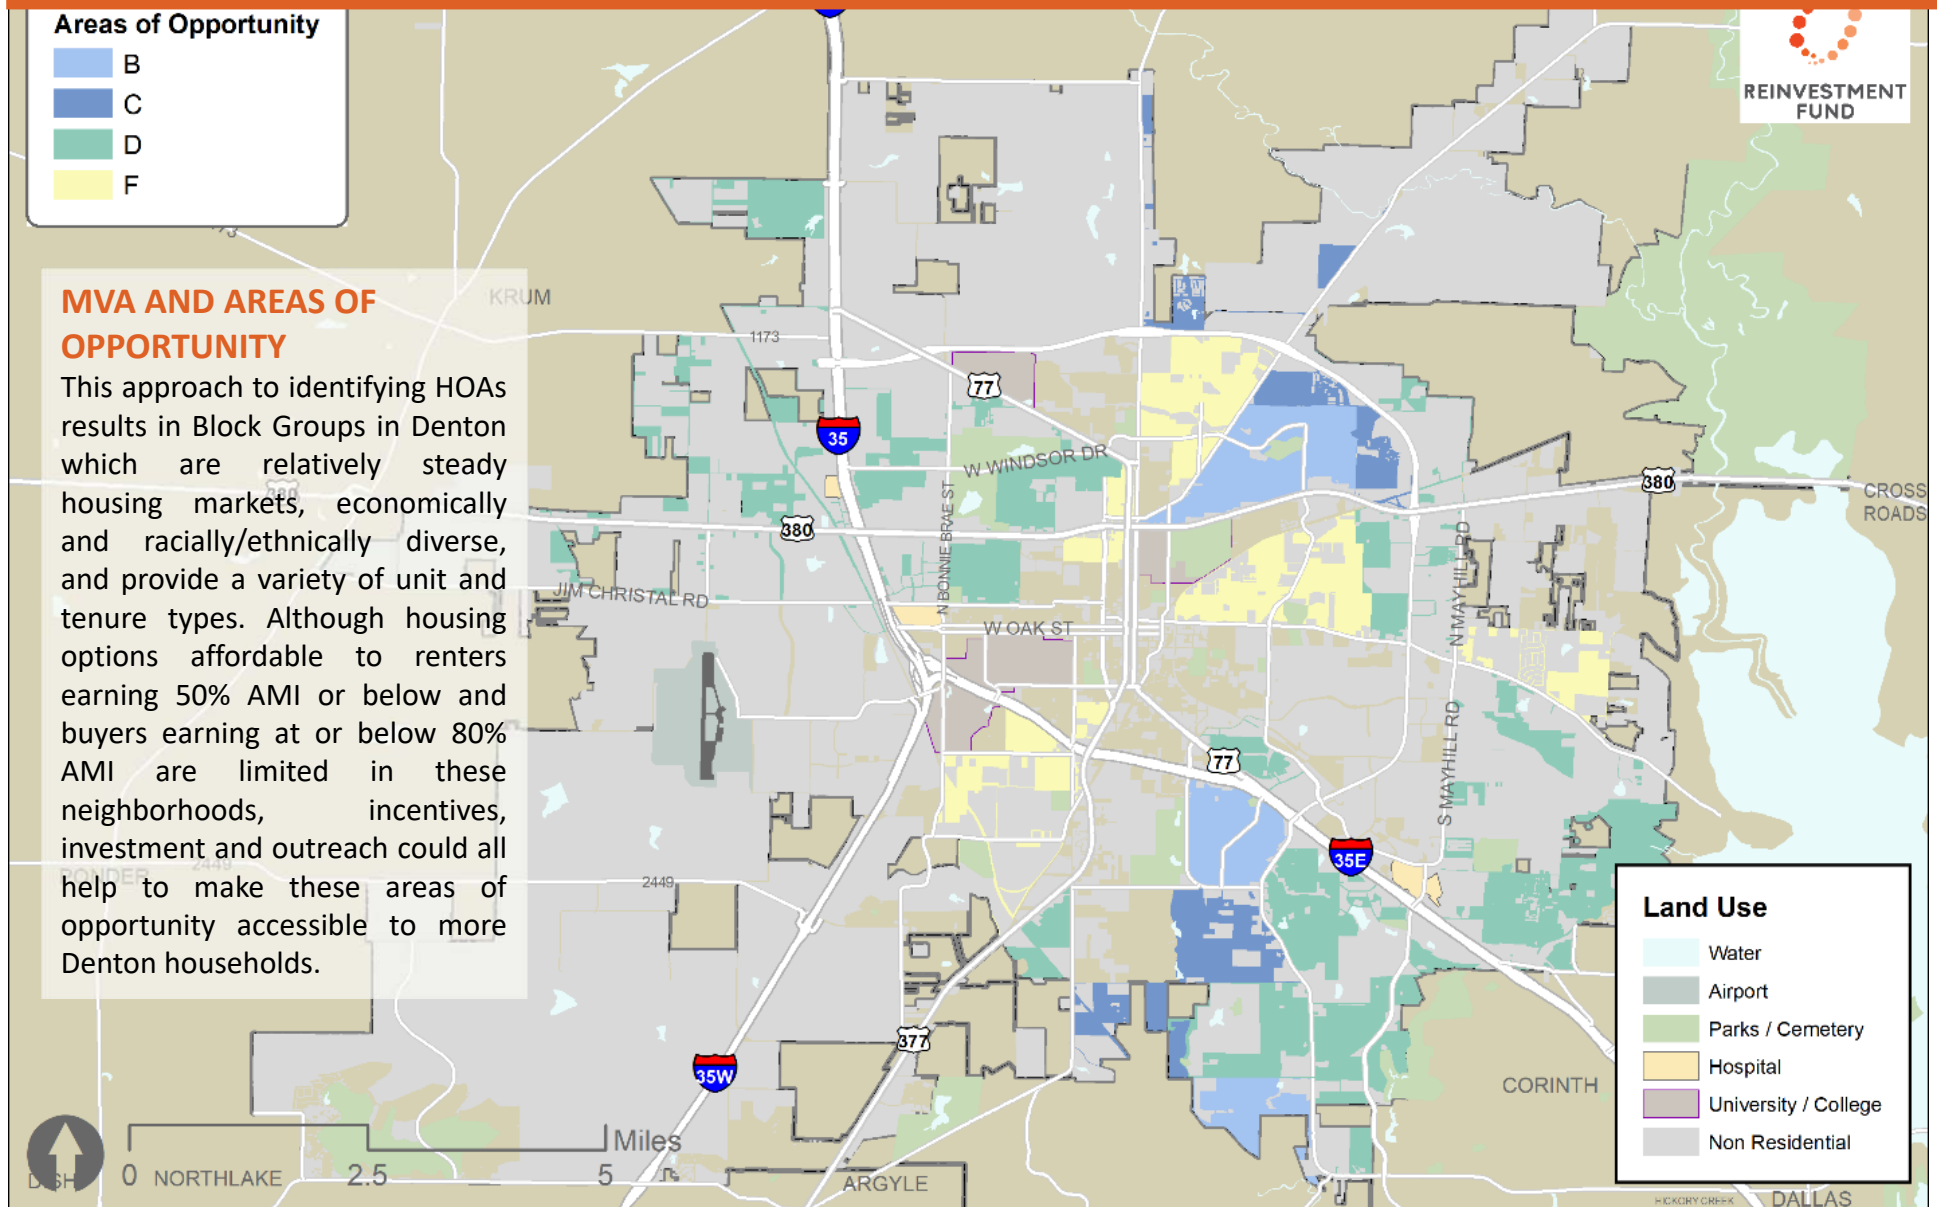 Areas of Opportunity
B
C
D
F
REINVESTMENT
FUND
MVA AND AREAS OF
OPPORTUNITY
This approach to identifying HOAs
results in Block Groups in Denton
which are relatively steady
housing markets, economically
and racially/ethnically diverse,
and provide a variety of unit and
tenure types. Although housing
options affordable to renters
earning 50% AMI or below and
buyers earning at or below 80%
AMI are limited in these
neighborhoods, incentives,
investment and outreach could all
help to make these areas of
opportunity accessible to more
Denton households.
KRUM
1173
77
35
W WINDSOR DR
380
380
380
CROSS
ROADS
N BONNIE BRAE ST
N MAYHILL RD
JIM CHRISTAL RD
W OAK ST
S MAYHILL RD
77
35E
PONDER
2449
2449
377
35W
CORINTH
Land Use
Water
Airport
Parks / Cemetery
Hospital
University / College
Non Residential
Miles
0
2.5
5
DISH
NORTHLAKE
ARGYLE
HICKORY CREEK
DALLAS